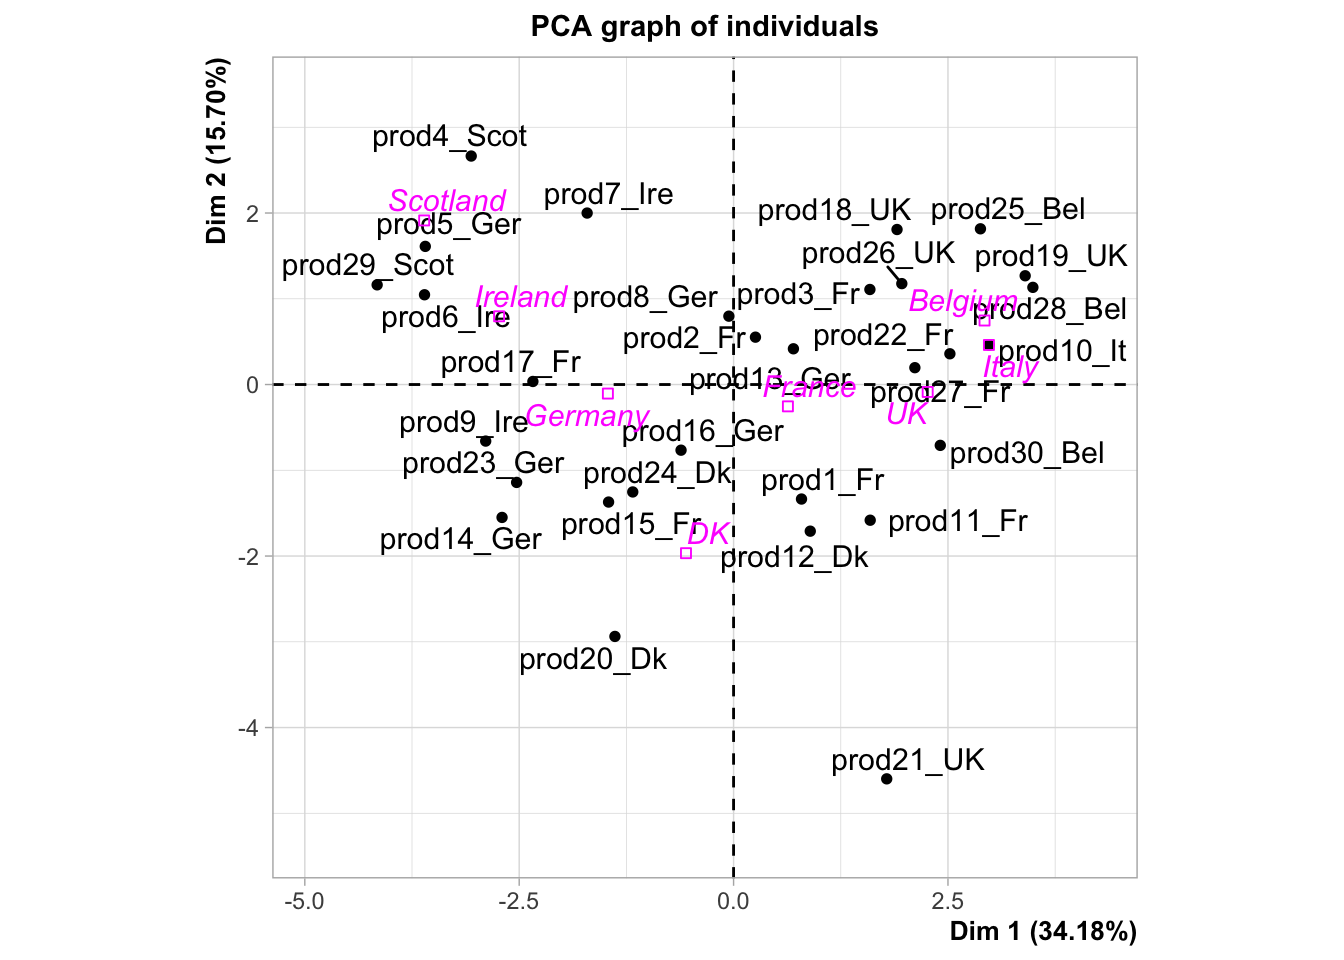 PCA graph of individuals
Dim 2 (15.70%)
prod4_Scot
prod7_Ire
Scotland
prod5_Ger
prod18_UK
prod25_Bel
prod29_Scot
prod26_UK
prod19_UK
Ireland
prod8_Ger
prod3_Fr
Belgium
prod28_Bel
prod6_Ire
prod2_Fr
prod22_Fr
prod10_It
prod17_Fr
Italy
prod13_Ger
France
prod27_Fr
Germany
UK
prod9_Ire
prod16_Ger
prod30_Bel
prod23_Ger
prod24_Dk
prod1_Fr
prod15_Fr
DK
prod11_Fr
prod14_Ger
prod12_Dk
prod20_Dk
prod21_UK
2
0
-2
-4
-5.0
-2.5
0.0
2.5
Dim 1 (34.18%)